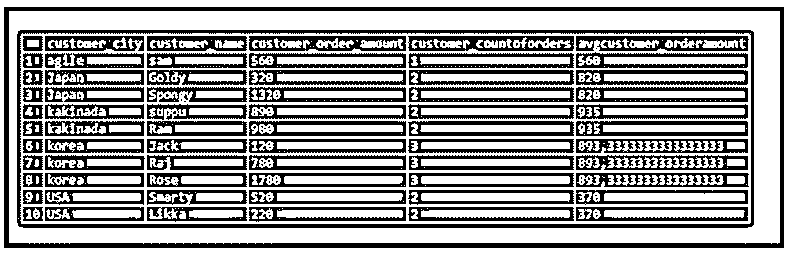 customer_city customer_name customer_order_amount customer_countoforders avgcustomer_orderamount
1 agile sam 560 1 560
2 Japan Goldy 320 2 820
3 Japan Spongy 1320 2 820
4 kakinada suppu 890 2 935
5 kakinada Ram 980 2 935
6 korea Jack 120 3 893,3333333333333333
7 korea Raj 780 3 893,3333333333333333
8 korea Rose 1780 3 893,3333333333333333
9 USA Smarty 520 2 370
10 USA Likka 220 2 370